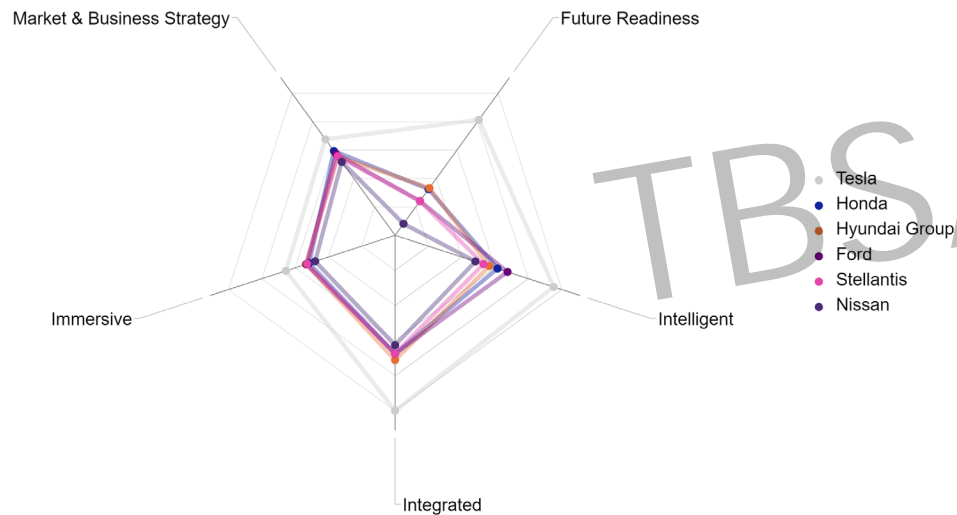 Market & Business Strategy
Future Readiness
TBS
Tesla
Honda
Hyundai Group
Ford
Stellantis
Nissan
Immersive
Intelligent
Integrated